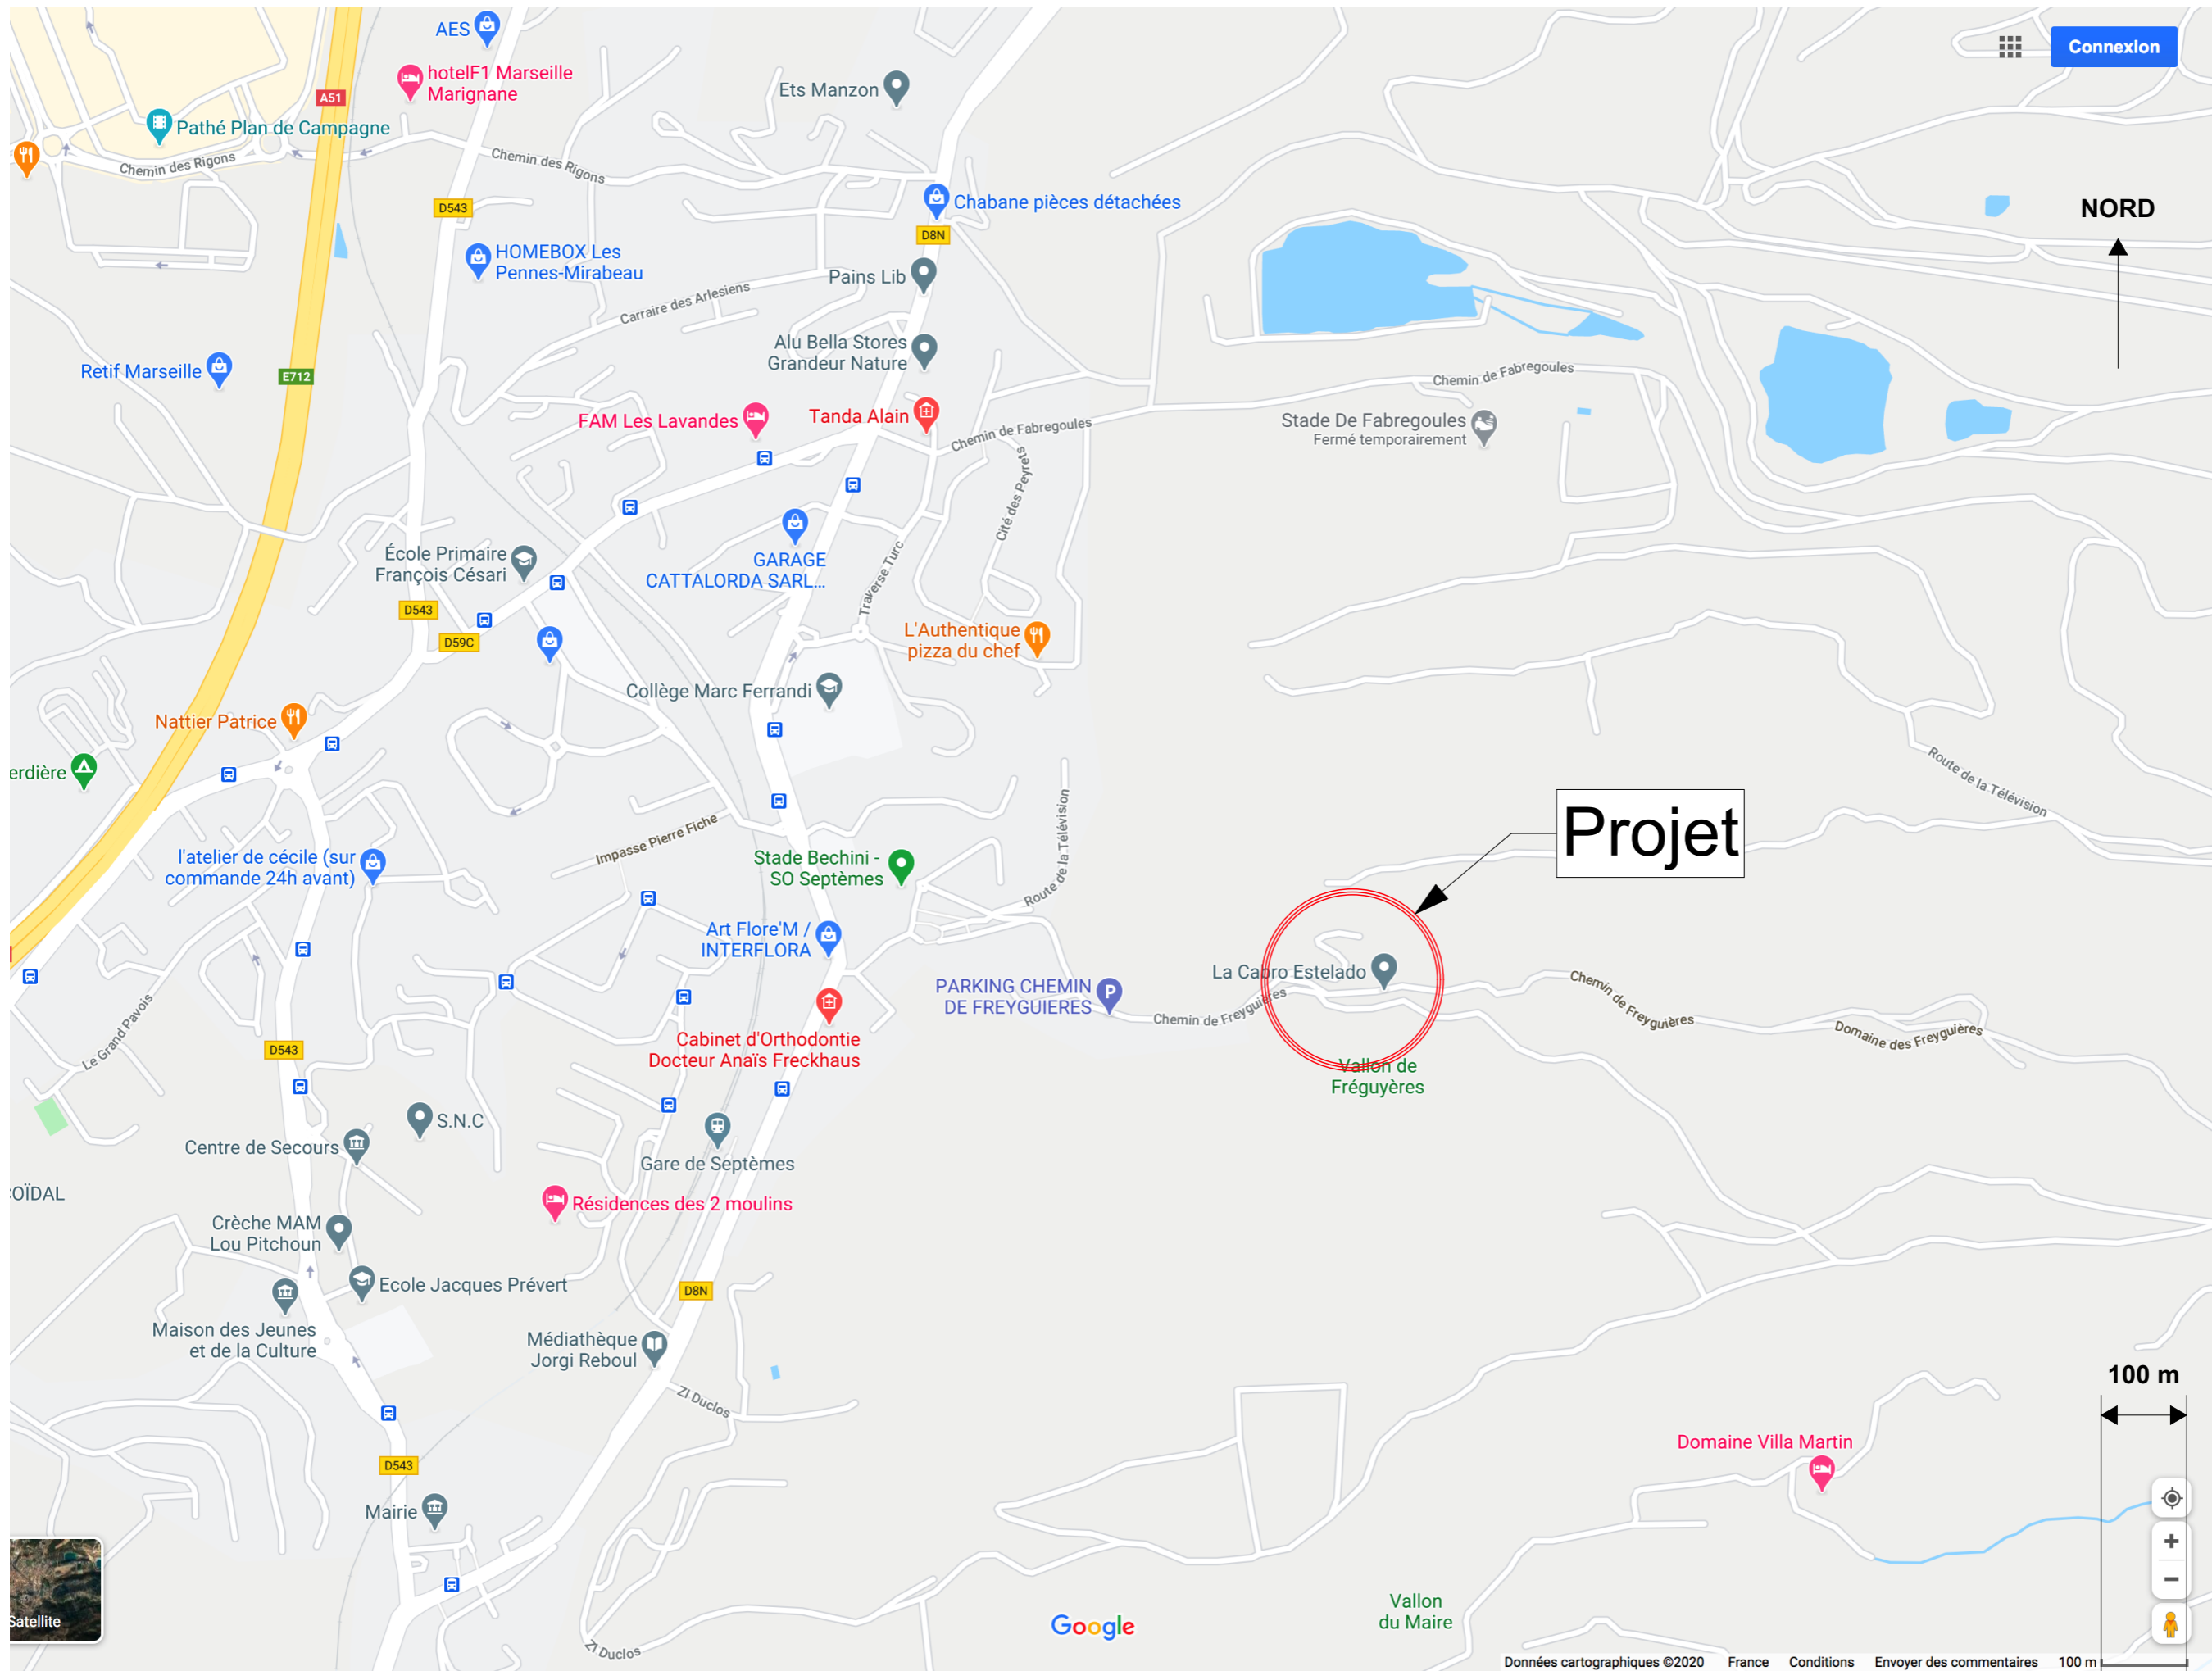 AES
hotelF1 Marseille
Marignane
A51
Pathé Plan de Campagne
Chemin des Rigons
Chemin des Rigons
Ets Manzon
Connexion
D543
Chabane pièces détachées
NORD
D8N
HOMEBOX Les
Pennes-Mirabeau
Pains Lib
Carraire des Arlesiens
Alu Bella Stores
Grandeur Nature
Retif Marseille
E712
Chemin de Fabregoules
FAM Les Lavandes
Tanda Alain
Chemin de Fabregoules
Stade De Fabregoules
Fermé temporairement
Cité des Peyrets
École Primaire
François Césari
GARAGE
CATTALORDA SARL...
Traverse Turc
D543
D59C
L'Authentique
pizza du chef
Collège Marc Ferrandi
Nattier Patrice
erdière
Route de la Télévision
Route de la Télévision
Projet
Impasse Pierre Fiche
l'atelier de cécile (sur
commande 24h avant)
Stade Bechini -
SO Septèmes
Art Flore'M /
INTERFLORA
La Cabro Estelado
PARKING CHEMIN
DE FREYGUIERES
Chemin de Freyguières
Chemin de Freyguières
Domaine des Freyguières
Le Grand Pavois
Cabinet d'Orthodontie
Docteur Anaïs Freckhaus
D543
Vallon de
Fréguyères
S.N.C
Centre de Secours
Gare de Septèmes
OÏDAL
Résidences des 2 moulins
Crèche MAM
Lou Pitchoun
Ecole Jacques Prévert
D8N
Maison des Jeunes
et de la Culture
Médiathèque
Jorgi Reboul
100 m
ZI Duclos
Domaine Villa Martin
D543
Mairie
P
Satellite
Vallon
du Maire
Google
ZI Duclos
Données cartographiques ©2020 France Conditions Envoyer des commentaires 100 m